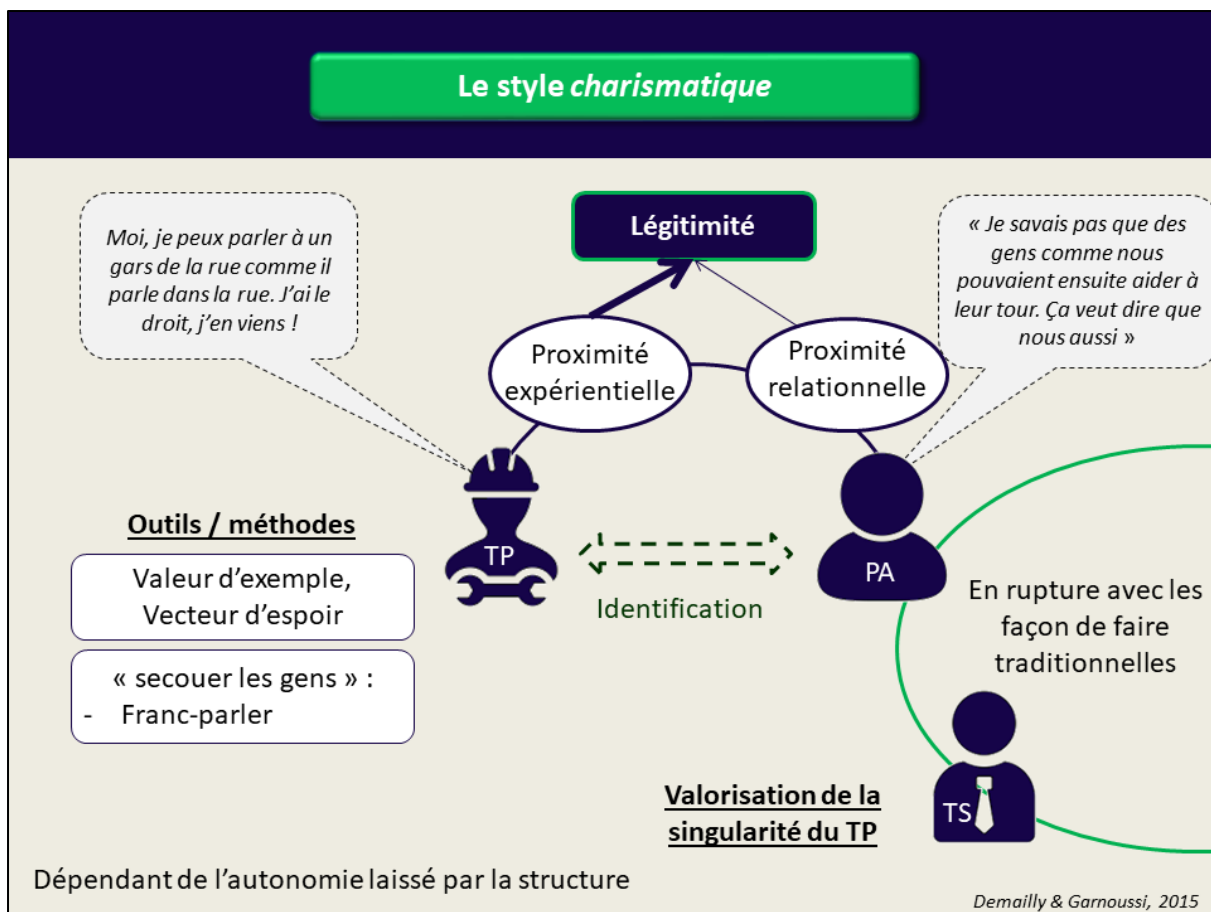 Le style charismatique
Moi, je peux parler à un
gars de la rue comme il
parle dans la rue. J'ai le
droit, j'en viens !
Légitimité
« Je savais pas que des
gens comme nous
pouvaient ensuite aider à
leur tour. Ça veut dire que
nous aussi »
Proximité
expérientielle
Proximité
relationnelle
Outils / méthodes
Valeur d'exemple,
Vecteur d'espoir
« secouer les gens » :
- Franc-parler
TP
Identification
PA
En rupture avec les
façon de faire
traditionnelles
TS
Valorisation de la
singularité du TP
Dépendant de l'autonomie laissé par la structure
Demailly & Garnoussi, 2015